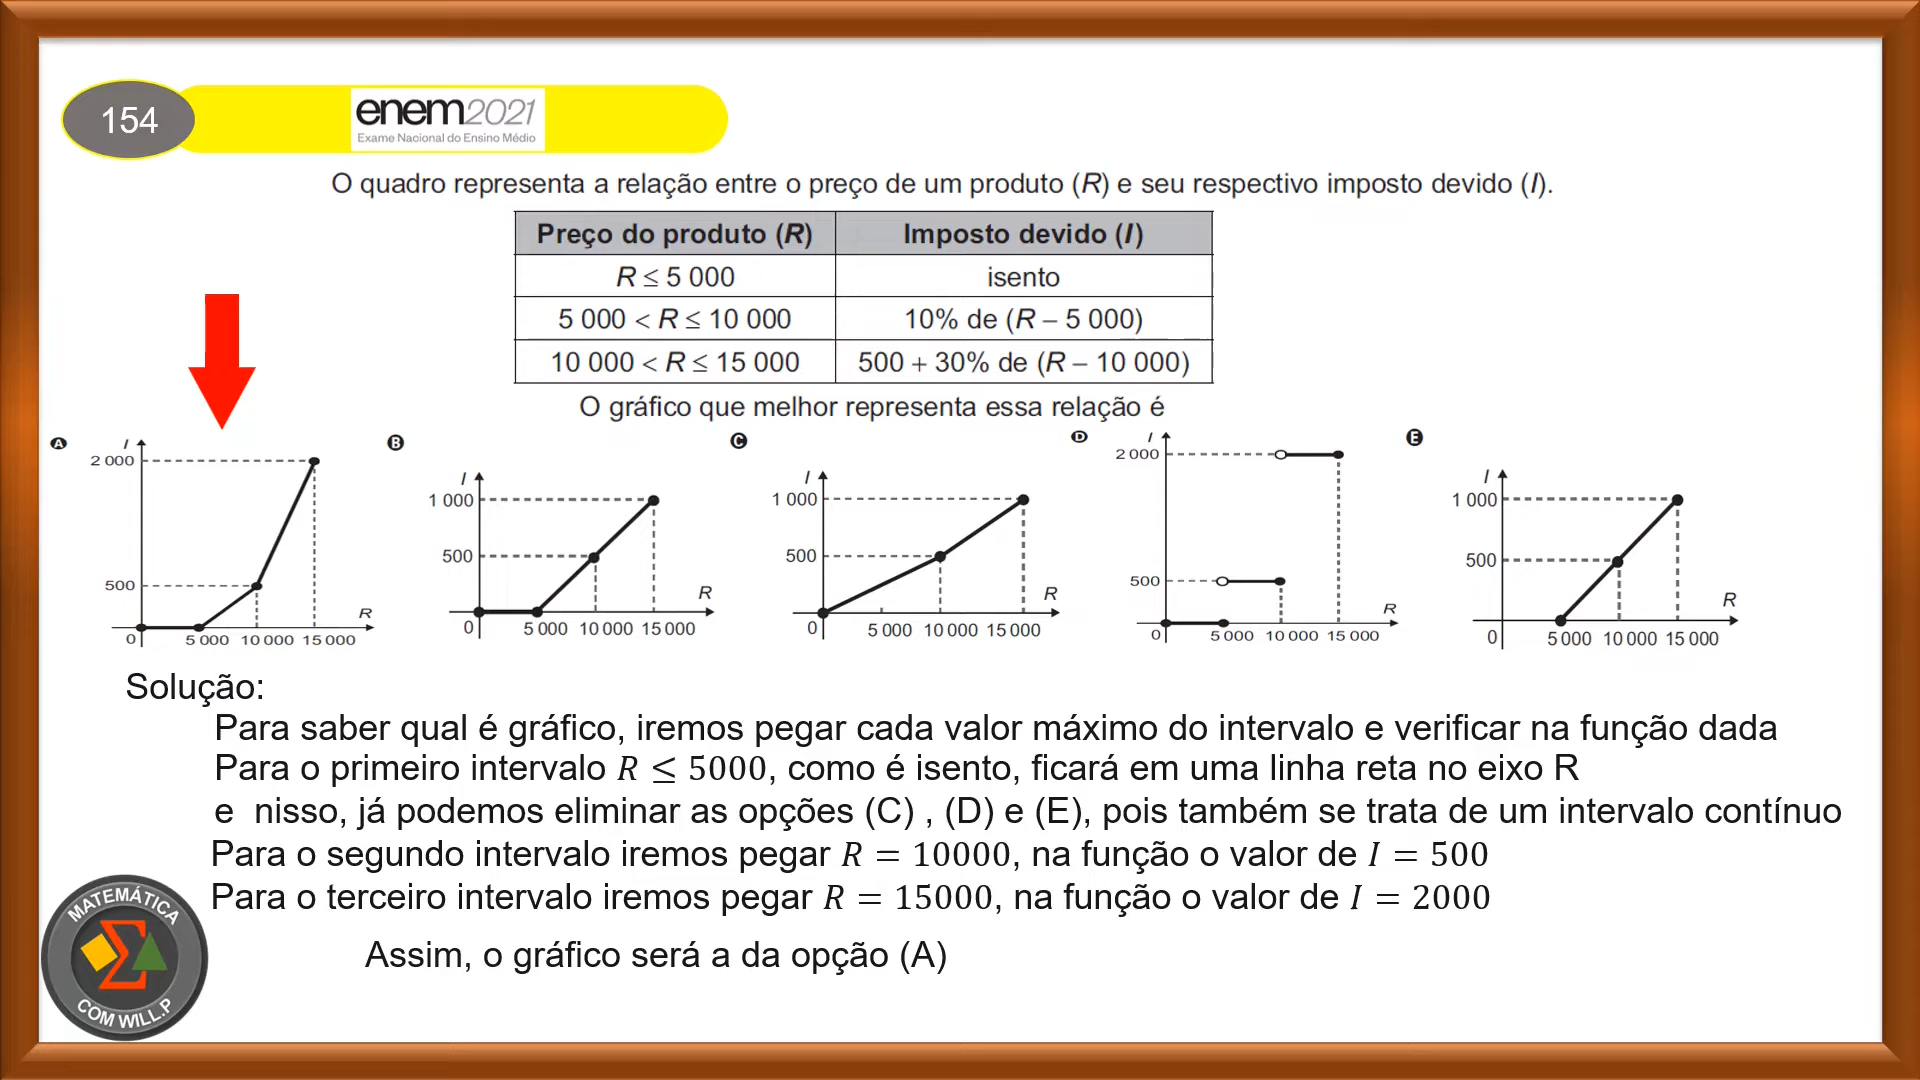 154
enem2021
Exame Nacional do Ensino Médio
O quadro representa a relação entre o preço de um produto (R) e seu respectivo imposto devido (I).
Preço do produto (R) Imposto devido (I)
R ≤ 5 000 isento
5 000 < R ≤ 10 000 10% de (R – 5 000)
10 000 < R ≤ 15 000 500 + 30% de (R – 10 000)
O gráfico que melhor representa essa relação é
A
I
2 000
500
R
0 5 000 10 000 15 000
B
I
1 000
500
R
0 5 000 10 000 15 000
C
I
1 000
500
R
0 5 000 10 000 15 000
D
I
2 000
500
R
0 5 000 10 000 15 000
E
I
1 000
500
R
0 5 000 10 000 15 000
Solução:
Para saber qual é gráfico, iremos pegar cada valor máximo do intervalo e verificar na função dada
Para o primeiro intervalo R ≤ 5000, como é isento, ficará em uma linha reta no eixo R
e nisso, já podemos eliminar as opções (C) , (D) e (E), pois também se trata de um intervalo contínuo
Para o segundo intervalo iremos pegar R = 10000, na função o valor de I = 500
Para o terceiro intervalo iremos pegar R = 15000, na função o valor de I = 2000
Assim, o gráfico será a da opção (A)
MATEMÁTICA
Σ
COM WILL.P